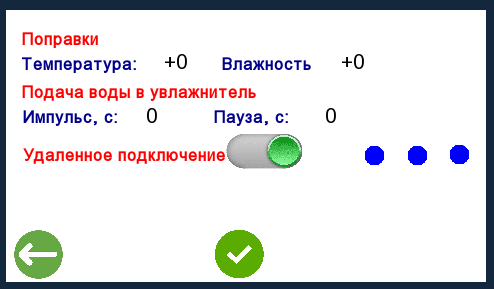 Поправки
Температура: +0 Влажность +0
Подача воды в увлажнитель
Импульс, с: 0 Пауза, с: 0
Удаленное подключение